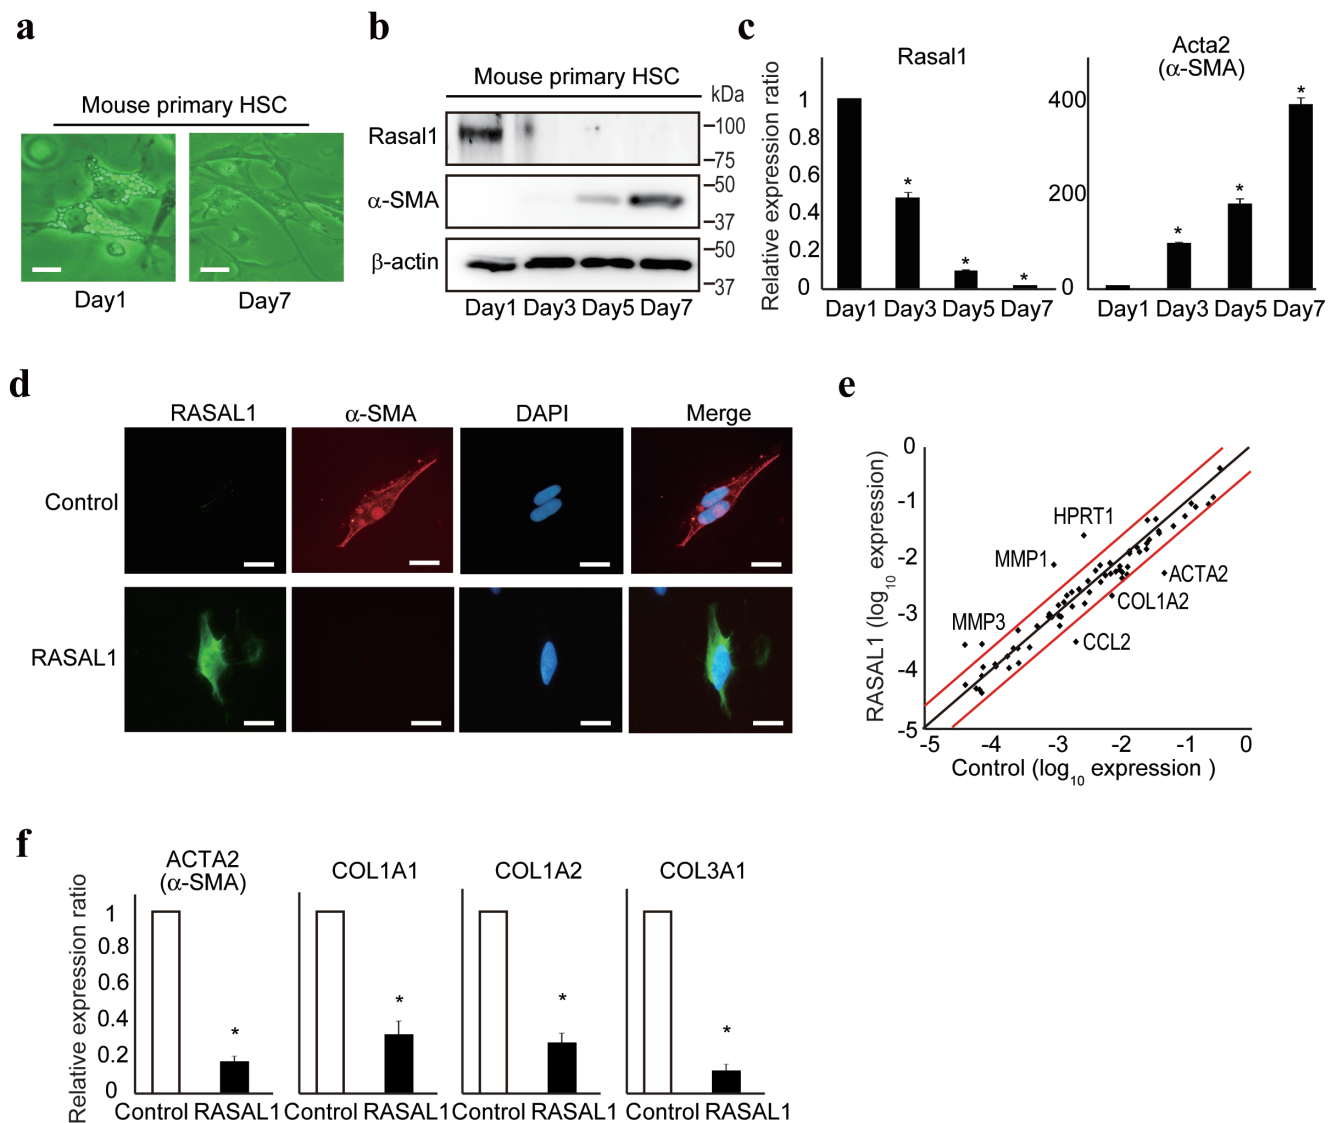 a
Mouse primary HSC
Day1
Day7
b
Mouse primary HSC
kDa
Rasal1
100
75
α-SMA
50
37
β-actin
50
37
Day1 Day3 Day5 Day7
c
Relative expression ratio
Rasal1
1
0.8
0.6
0.4
0.2
0
* * *
Day1 Day3 Day5 Day7
Acta2
(α-SMA)
400
200
0
* * *
Day1 Day3 Day5 Day7
d
RASAL1 α-SMA DAPI Merge
Control
RASAL1
e
RASAL1 (log10 expression)
0
-1
-2
-3
-4
-5
HPRT1
MMP1
ACTA2
COL1A2
MMP3
CCL2
-5 -4 -3 -2 -1 0
Control (log10 expression )
f
Relative expression ratio
ACTA2
(α-SMA)
1
0.8
0.6
0.4
0.2
0
*
Control RASAL1
COL1A1
*
Control RASAL1
COL1A2
*
Control RASAL1
COL3A1
*
Control RASAL1